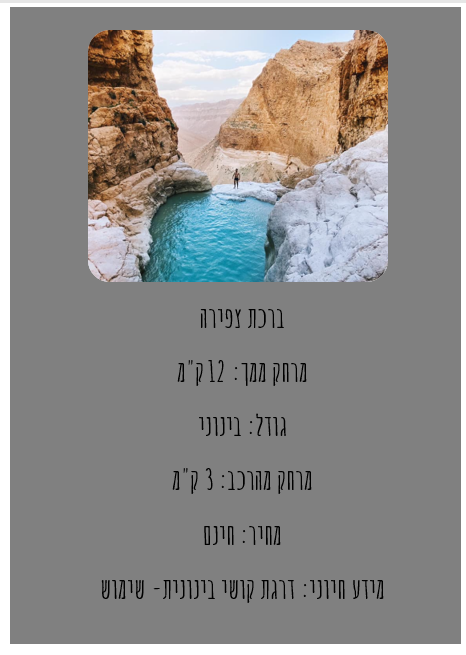 ברכת צפירה
מרחק ממך: 12 ק"מ
גודל: בינוני
מרחק מהרכב: 3 ק"מ
מחיר: חינם
מידע חיוני: דרגת קושי בינונית- שימוש